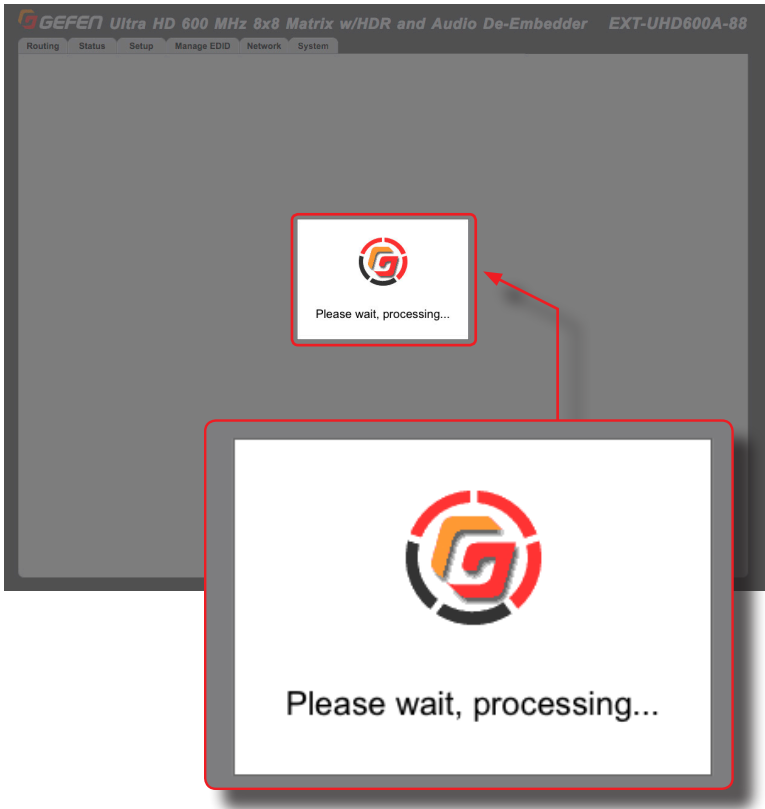 GEFEN Ultra HD 600 MHz 8x8 Matrix w/HDR and Audio De-Embedder EXT-UHD600A-88
Routing Status Setup Manage EDID Network System
Please wait, processing...
Please wait, processing...